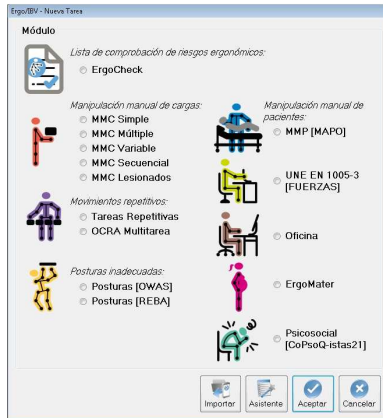 Ergo/IBV - Nueva Tarea
Módulo
Lista de comprobación de riesgos ergonómicos:
ErgoCheck
Manipulación manual de cargas:
MMC Simple
MMC Múltiple
MMC Variable
MMC Secuencial
MMC Lesionados
Movimientos repetitivos:
Tareas Repetitivas
OCRA Multitarea
Posturas inadecuadas:
Posturas [OWAS]
Posturas [REBA]
Manipulación manual de
pacientes:
MMP [MAPO]
UNE EN 1005-3
[FUERZAS]
Oficina
ErgoMater
Psicosocial
[CoPsoQ-istas21]
Importar
Asistente
Aceptar
Cancelar